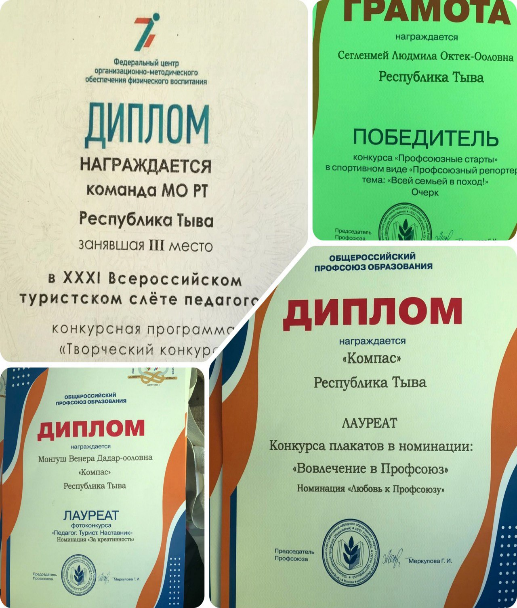 Федеральный центр
организационно-методического
обеспечения физического воспитания
ДИПЛОМ
НАГРАЖДАЕТСЯ
команда МО РТ
Республика Тыва
занявшая III место
в XXXI Всероссийском
туристском слёте педагого
конкурсная программа
«Творческий конкурс
ГРАМОТА
награждается
Сегленмей Людмила Октек-Ооловна
Республика Тыва
ПОБЕДИТЕЛЬ
конкурса «Профсоюзные старты»
в спортивном виде «Профсоюзный репортер
тема: «Всей семьей в поход!»
Очерк
Председатель
Профсоюза
ОБЩЕРОССИЙСКИЙ
ПРОФСОЮЗ ОБРАЗОВАНИЯ
ДИПЛОМ
награждается
Монгуш Венера Дадар-ооловна
«Компас»
Республика Тыва
ЛАУРЕАТ
фотоконкурса
«Педагог. Турист. Наставник»
Номинация «За креативность»
Председатель
Профсоюза
Меркулова Г.И.
ОБЩЕРОССИЙСКИЙ
ПРОФСОЮЗ ОБРАЗОВАНИЯ
ДИПЛОМ
награждается
«Компас»
Республика Тыва
ЛАУРЕАТ
Конкурса плакатов в номинации:
«Вовлечение в Профсоюз»
Номинация «Любовь к Профсоюзу»
Председатель
Профсоюза
Меркулова Г.И.